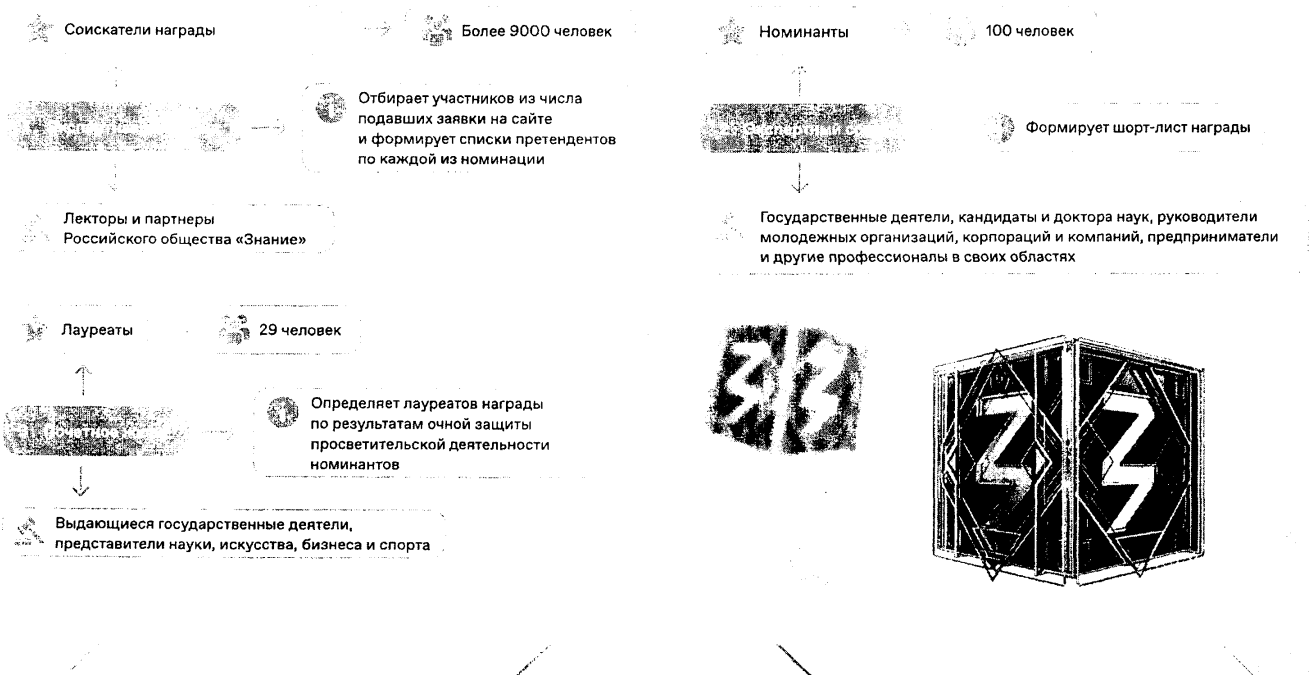 Соискатели награды
Более 9000 человек
Отбирает участников из числа
подавших заявки на сайте
и формирует списки претендентов
по каждой из номинации
Лекторы и партнеры
Российского общества «Знание»
Номинанты
100 человек
Экспертный
Формирует шорт-лист награды
Государственные деятели, кандидаты и доктора наук, руководители
молодежных организаций, корпораций и компаний, предприниматели
и другие профессионалы в своих областях
Лауреаты
29 человек
Определяет лауреатов награды
по результатам очной защиты
просветительской деятельности
номинантов
Выдающиеся государственные деятели,
представители науки, искусства, бизнеса и спорта